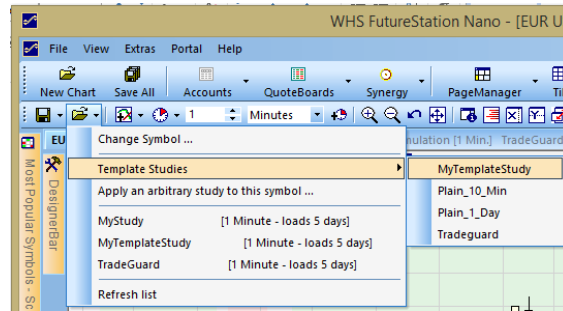 WHS FutureStation Nano - [EUR U
File View Extras Portal Help
New Chart Save All Accounts QuoteBoards Synergy PageManager Til
1 Minutes
EU
Change Symbol ...
mulation [1 Min.] TradeGuard
Template Studies
MyTemplateStudy
Apply an arbitrary study to this symbol ...
Plain_10_Min
Plain_1_Day
MyStudy [1 Minute - loads 5 days]
Tradeguard
MyTemplateStudy [1 Minute - loads 5 days]
TradeGuard [1 Minute - loads 5 days]
Refresh list
Most Popular Symbols - Sc
DesignerBar